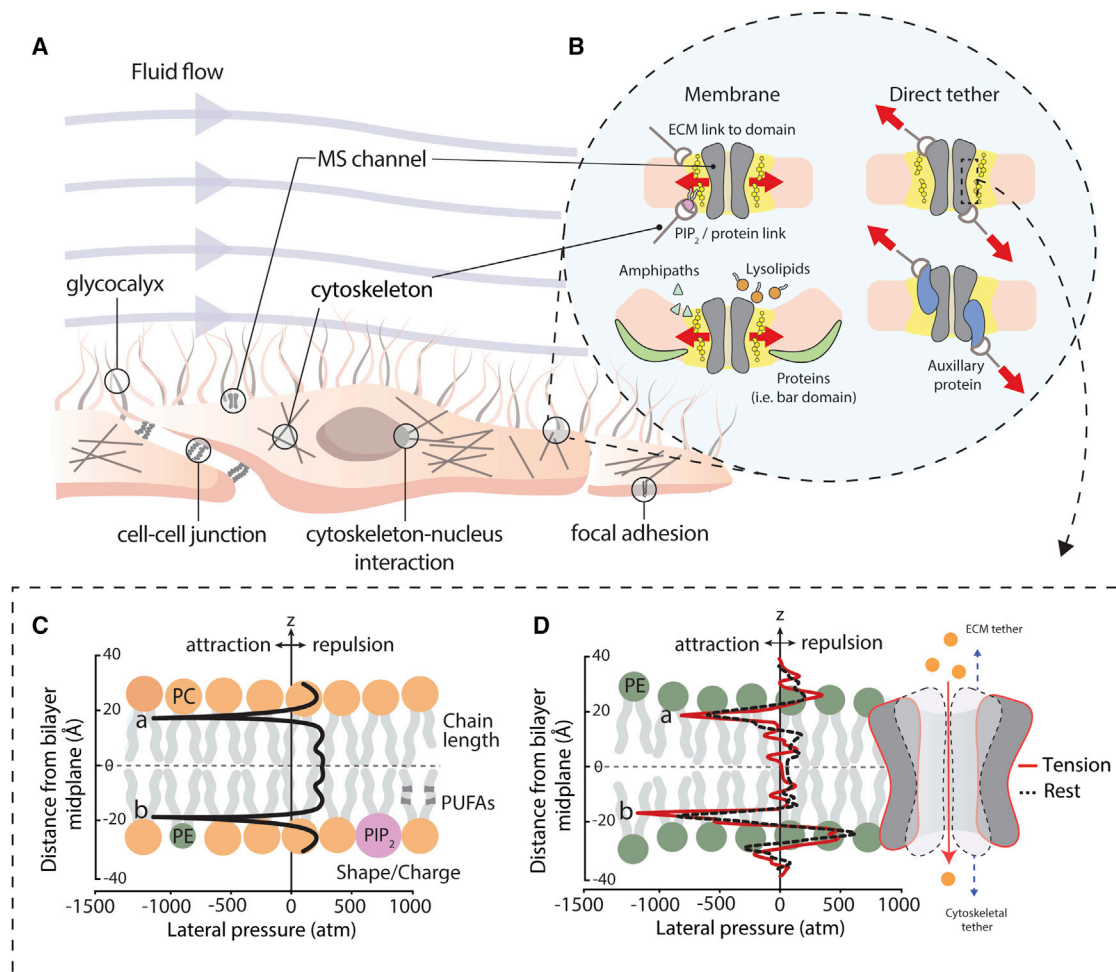 A
Fluid flow
MS channel
glycocalyx
cytoskeleton
cell-cell junction
cytoskeleton-nucleus
interaction
focal adhesion
B
Membrane
Direct tether
ECM link to domain
PIP2 / protein link
Amphipaths
Lysolipids
Proteins
(i.e. bar domain)
Auxillary
protein
C
z
attraction
repulsion
40
20
0
-20
-40
Distance from bilayer
midplane (Å)
PC
a
Chain
length
b
PUFAs
PE
PIP2
Shape/Charge
-1500
-1000
-500
0
500
1000
Lateral pressure (atm)
D
z
attraction
repulsion
40
20
0
-20
-40
Distance from bilayer
midplane (Å)
PE
a
b
-1500
-1000
-500
0
500
1000
Lateral pressure (atm)
ECM tether
Tension
Rest
Cytoskeletal
tether